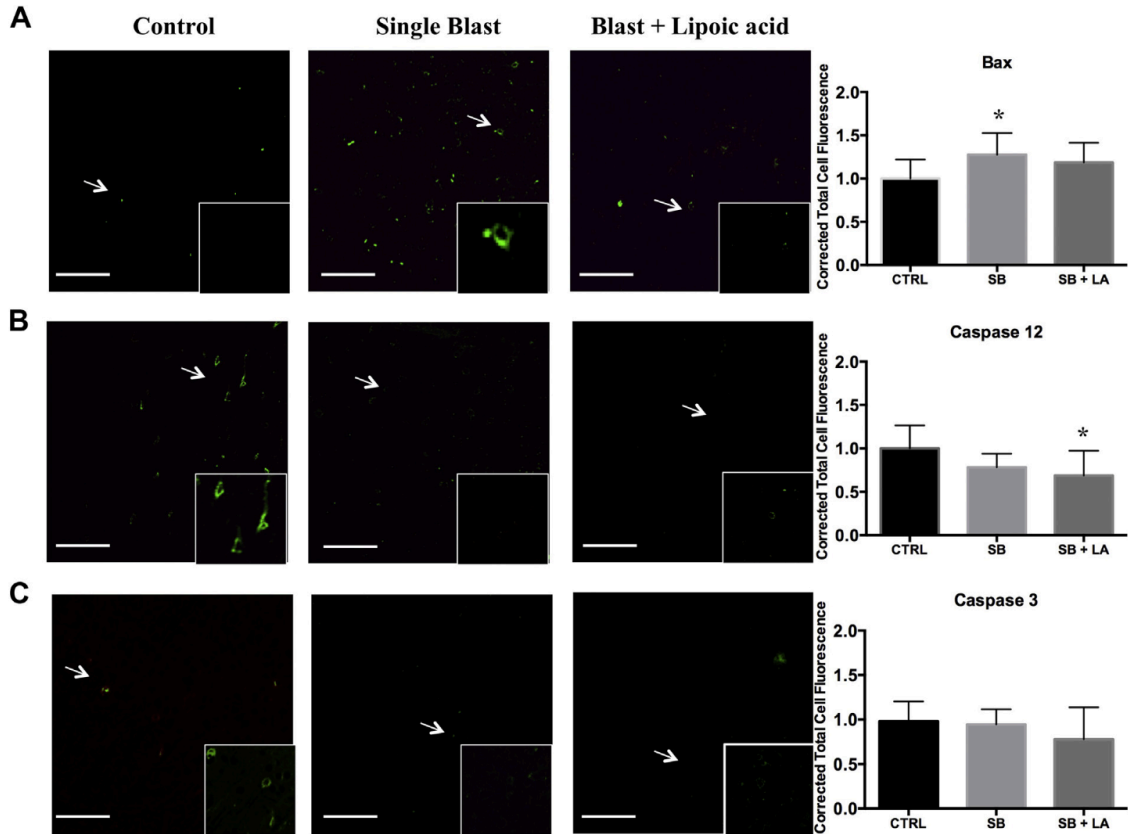 A
Control
Single Blast
Blast + Lipoic acid
Bax
Corrected Total Cell Fluorescence
2.0
1.5
1.0
0.5
0.0
*
CTRL
SB
SB + LA
B
Caspase 12
Corrected Total Cell Fluorescence
2.0
1.5
1.0
0.5
0.0
*
CTRL
SB
SB + LA
C
Caspase 3
Corrected Total Cell Fluorescence
2.0
1.5
1.0
0.5
0.0
CTRL
SB
SB + LA